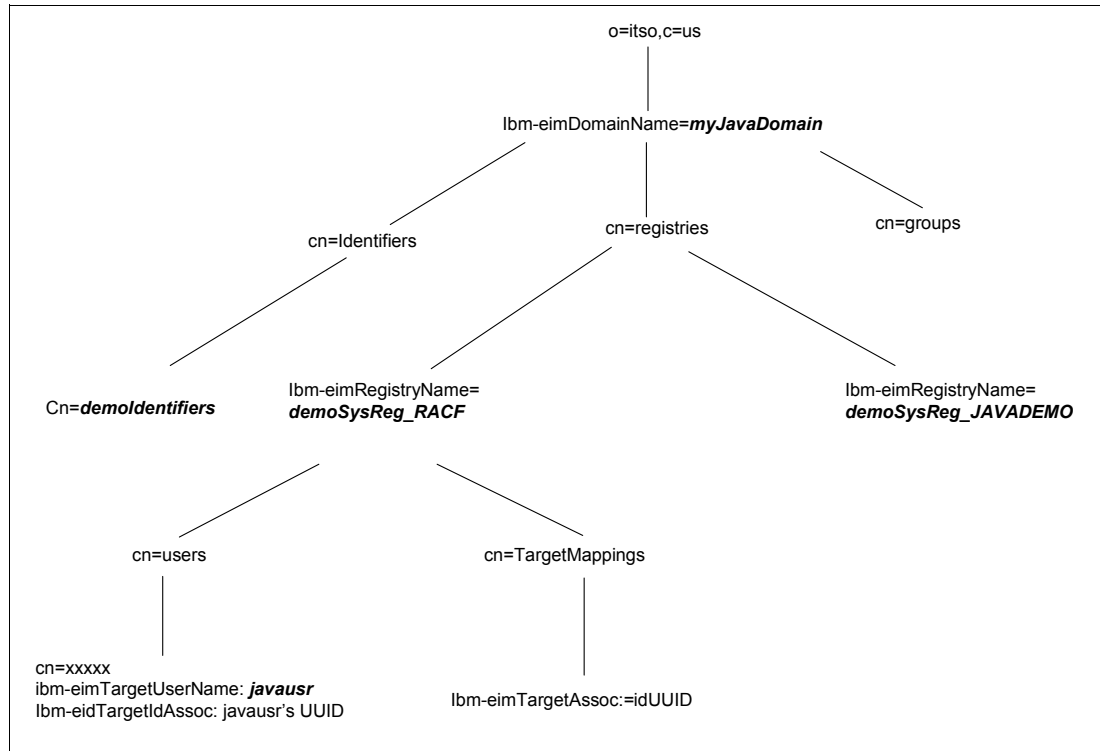 o=itso,c=us
Ibm-eimDomainName=myJavaDomain
cn=Identifiers
cn=registries
cn=groups
Cn=demoIdentifiers
Ibm-eimRegistryName=
demoSysReg_RACF
Ibm-eimRegistryName=
demoSysReg_JAVADEMO
cn=users
cn=TargetMappings
cn=xxxxx
ibm-eimTargetUserName: javausr
Ibm-eidTargetIdAssoc: javausr's UUID
Ibm-eimTargetAssoc:=idUUID